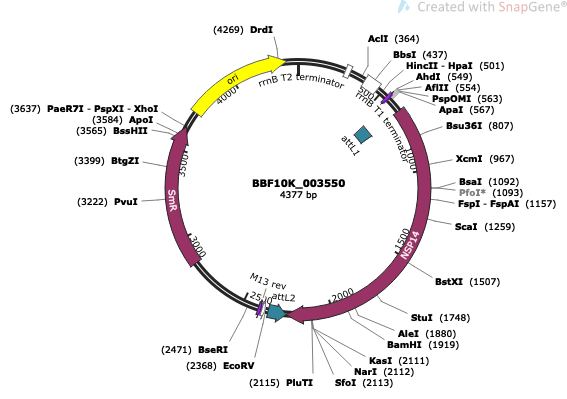 Created with SnapGene®
(4269) DrdI
AclI (364)
BbsI (437)
HincII - HpaI (501)
AhdI (549)
AflII (554)
PspOMI (563)
ApaI (567)
Bsu36I (807)
XcmI (967)
BsaI (1092)
PfoI* (1093)
FspI - FspAI (1157)
ScaI (1259)
BstXI (1507)
StuI (1748)
AleI (1880)
BamHI (1919)
KasI (2111)
NarI (2112)
SfoI (2113)
(2115) PluTI
(2368) EcoRV
(2471) BseRI
(3222) PvuI
(3399) BtgZI
(3565) BssHII
(3584) ApoI
(3637) PaeR7I - PspXI - XhoI
ori
4000
rrnB T2 terminator
500
rrnB T1 terminator
attL1
1000
NSP14
1500
2000
attL2
M13 rev
2500
3000
SmR
3500
BBF10K_003550
4377 bp